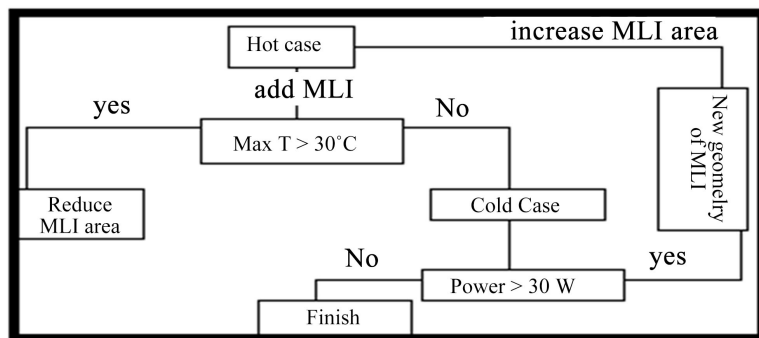 increase MLI area
Hot case
add MLI
yes
No
Max T > 30˚C
New geomelry
of MLI
Reduce
MLI area
Cold Case
No
yes
Power > 30 W
Finish